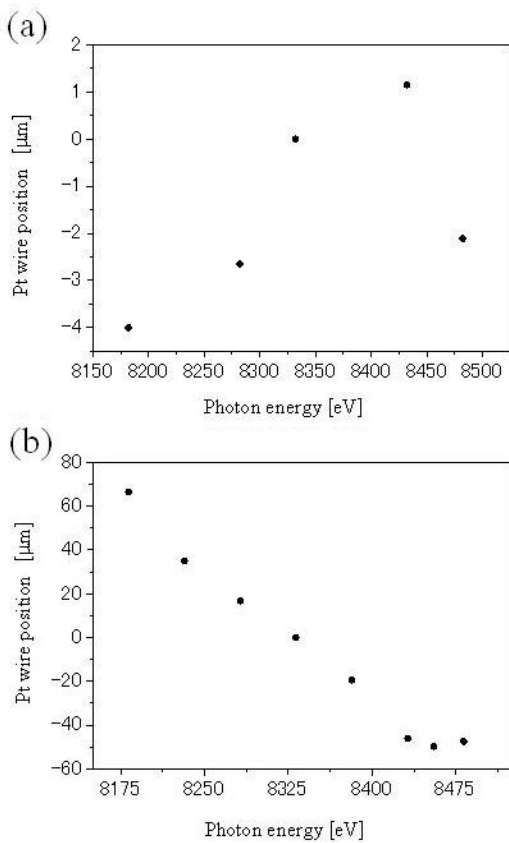 (a)
2
1
0
−1
−2
−3
−4
Pt wire position [µm]
8150 8200 8250 8300 8350 8400 8450 8500
Photon energy [eV]
(b)
80
60
40
20
0
−20
−40
−60
Pt wire position [µm]
8175 8250 8325 8400 8475
Photon energy [eV]